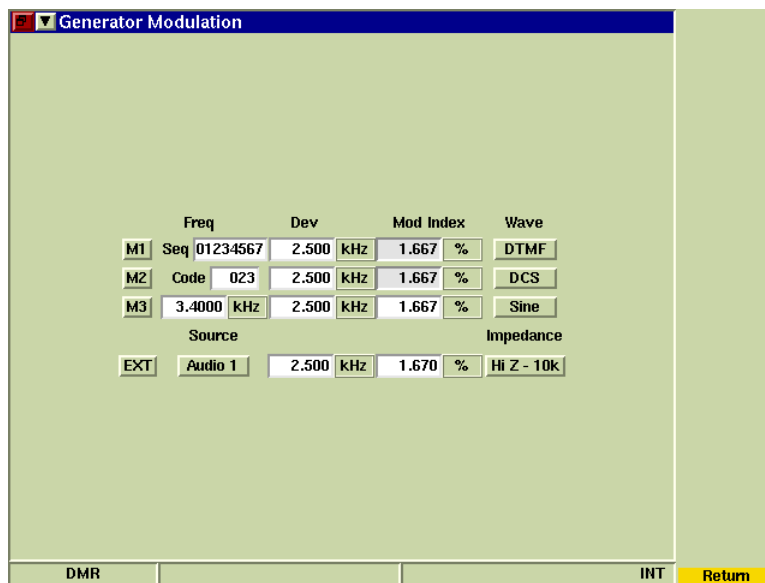 Generator Modulation
Freq Dev Mod Index Wave
M1 Seq 01234567 2.500 kHz 1.667 % DTMF
M2 Code 023 2.500 kHz 1.667 % DCS
M3 3.4000 kHz 2.500 kHz 1.667 % Sine
Source Impedance
EXT Audio 1 2.500 kHz 1.670 % Hi Z - 10k
DMR INT Return